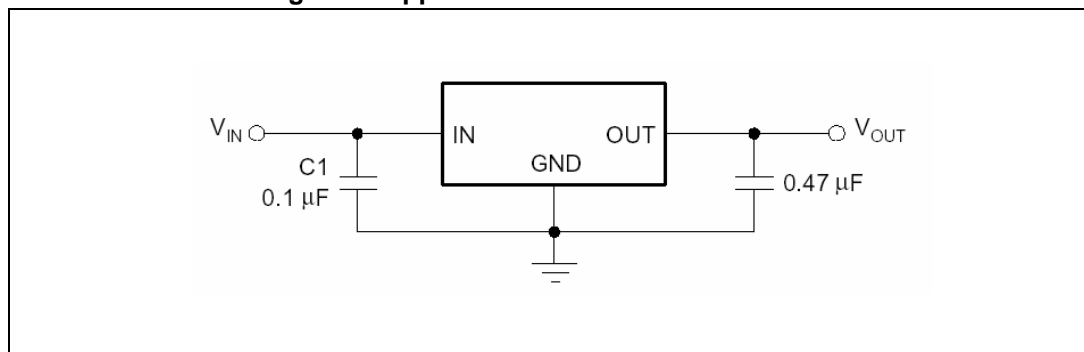 V_IN
IN
OUT
V_OUT
GND
C1
0.1 μF
0.47 μF